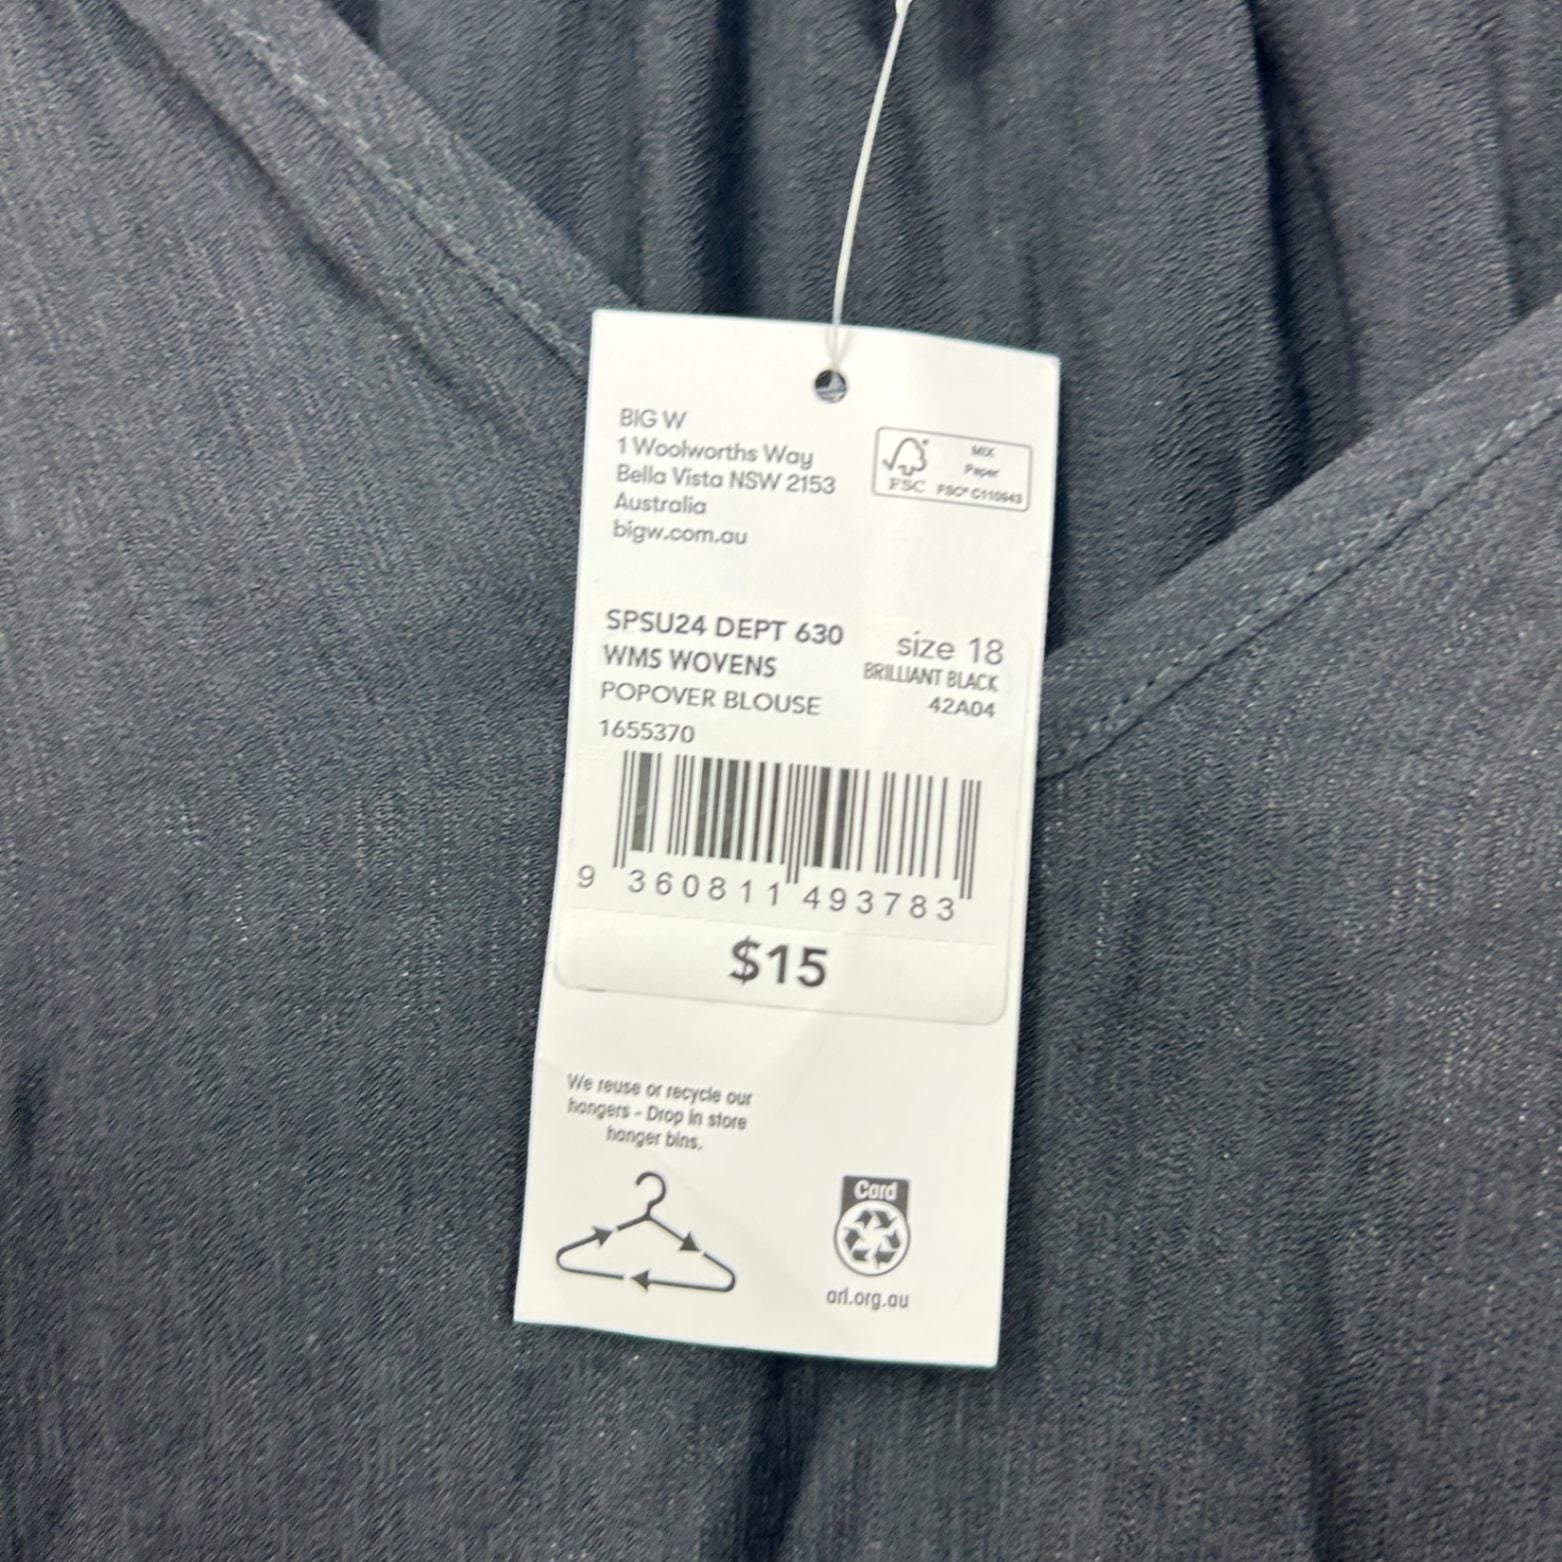 BIG W
1 Woolworths Way
Bella Vista NSW 2153
Australia
bigw.com.au
MIX
Paper
FSC
FSC® C110943
SPSU24 DEPT 630
WMS WOVENS
POPOVER BLOUSE
1655370
size 18
BRILLIANT BLACK
42A04
9 360811 493783
$15
We reuse or recycle our
hangers - Drop in store
hanger bins.
Card
arl.org.au